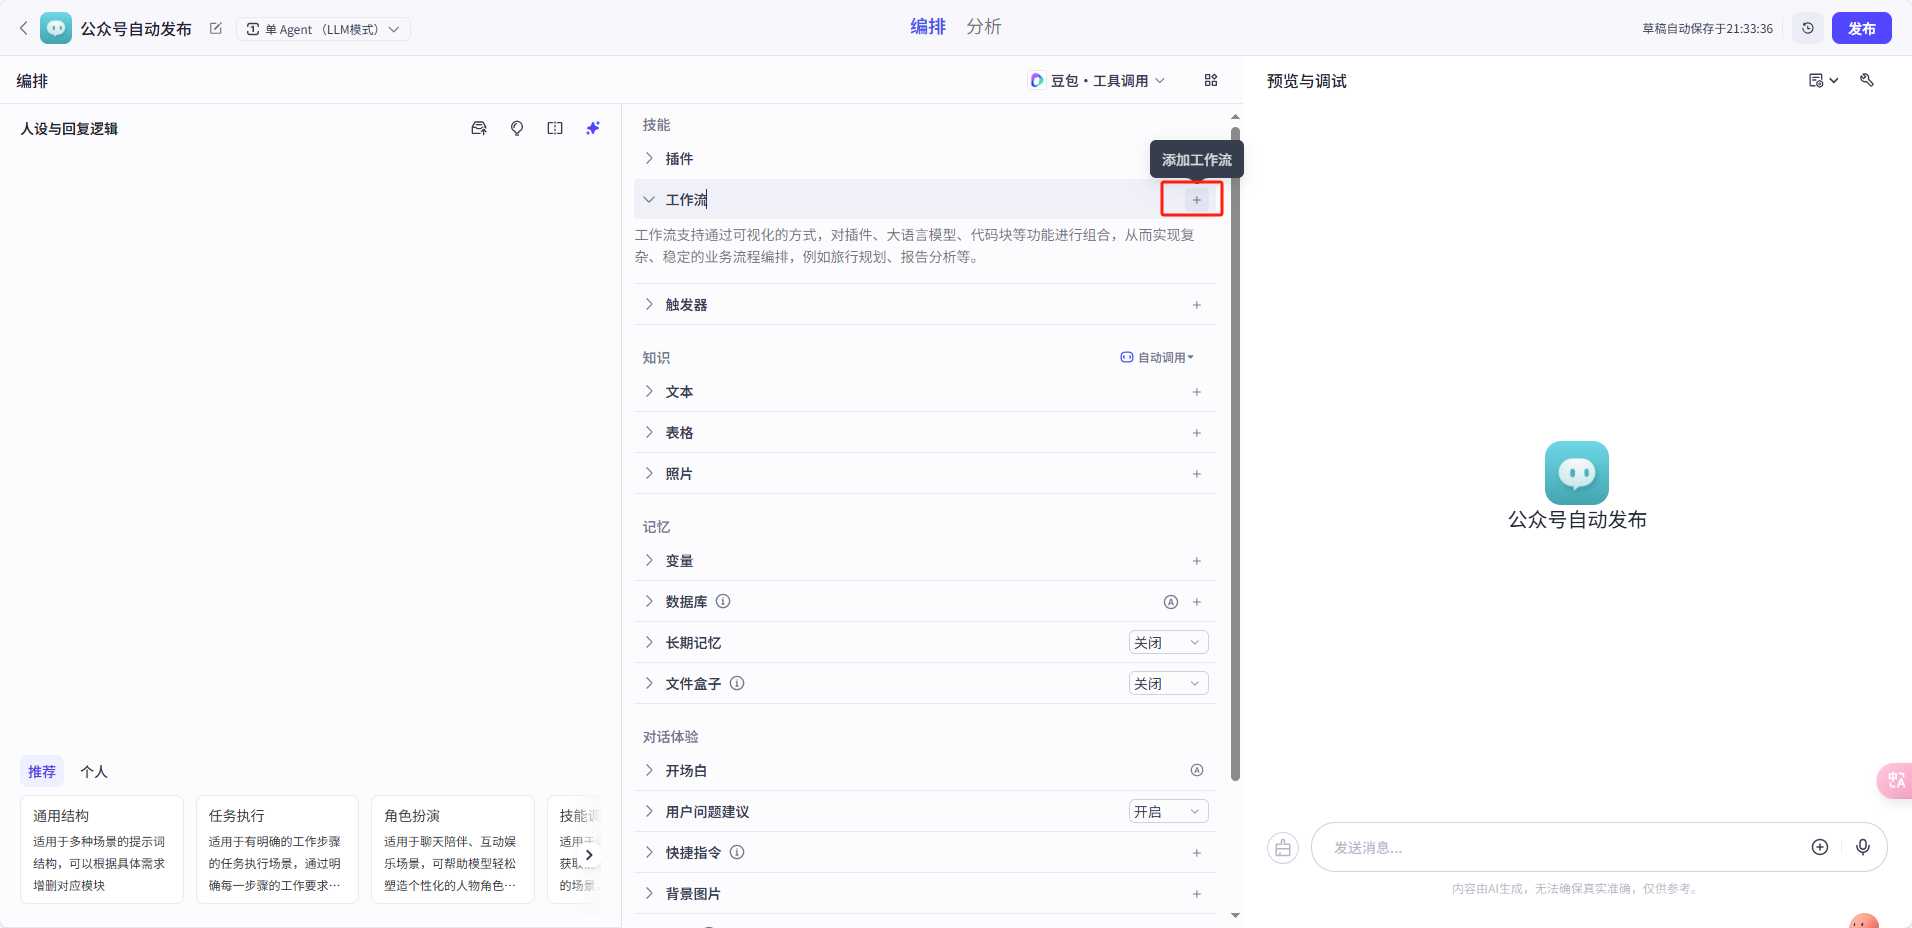 公众号自动发布
单 Agent （LLM模式）
编排
分析
草稿自动保存于21:33:36
发布
编排
豆包・工具调用
预览与调试
人设与回复逻辑
技能
插件
添加工作流
工作流
+
工作流支持通过可视化的方式，对插件、大语言模型、代码块等功能进行组合，从而实现复
杂、稳定的业务流程编排，例如旅行规划、报告分析等。
触发器
+
知识
自动调用
文本
+
表格
+
照片
+
记忆
变量
+
数据库
A
+
长期记忆
关闭
文件盒子
关闭
对话体验
开场白
A
用户问题建议
开启
快捷指令
+
背景图片
+
推荐
个人
通用结构
适用于多种场景的提示词
结构，可以根据具体需求
增删对应模块
任务执行
适用于有明确的工作步骤
的任务执行场景，通过明
确每一步骤的工作要求…
角色扮演
适用于聊天陪伴、互动娱
乐场景，可帮助模型轻松
塑造个性化的人物角色…
技能
适用于
获取
的场景
公众号自动发布
发送消息...
内容由AI生成，无法确保真实准确，仅供参考。